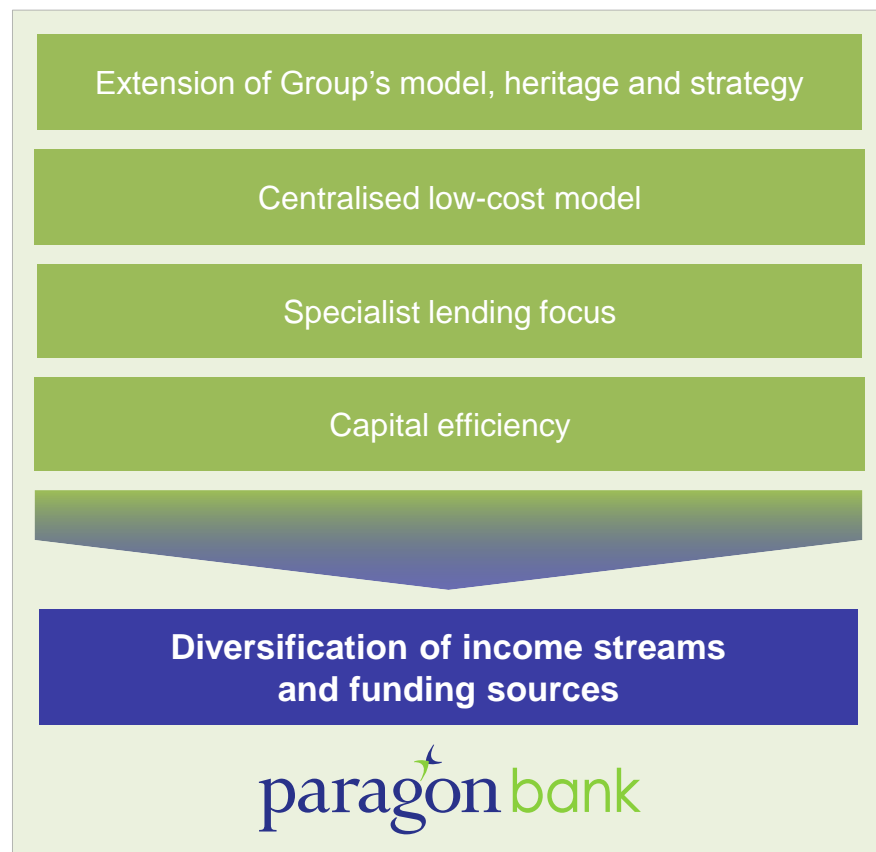 Extension of Group's model, heritage and strategy
Centralised low-cost model
Specialist lending focus
Capital efficiency
Diversification of income streams
and funding sources
paragon bank